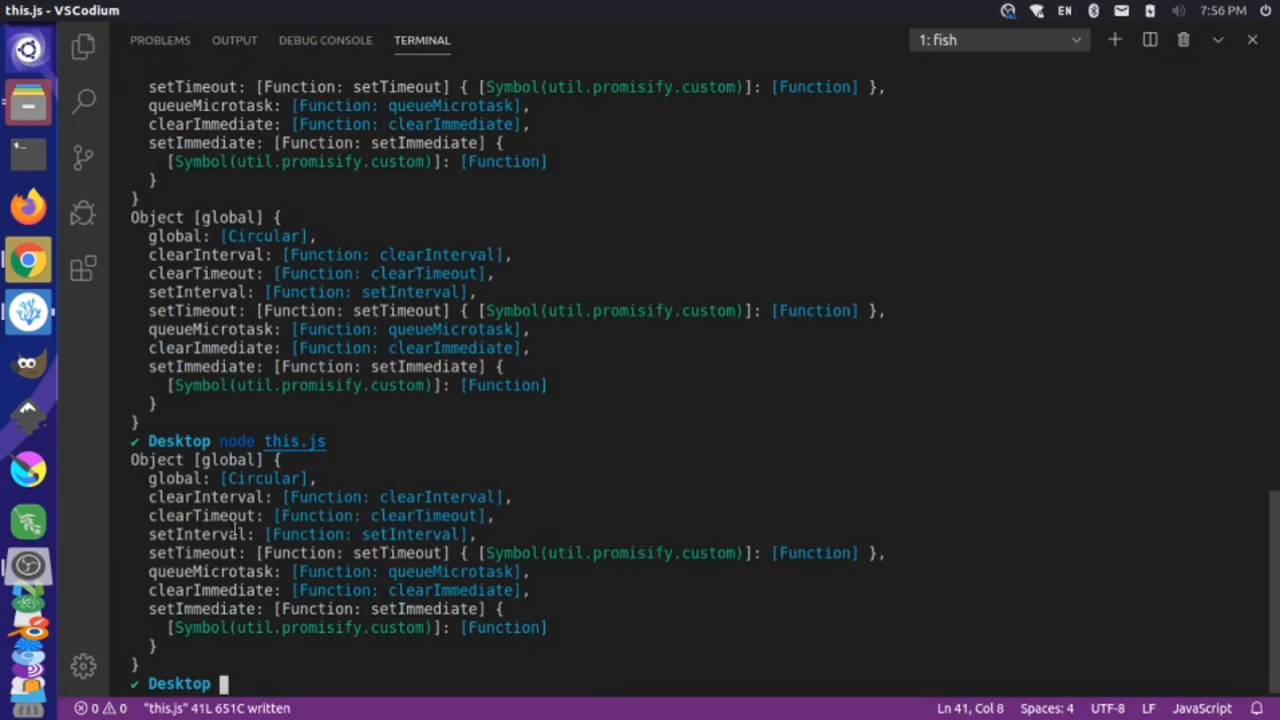 this.js - VSCodium
EN
7:56 PM
PROBLEMS OUTPUT DEBUG CONSOLE TERMINAL
1: fish
setTimeout: [Function: setTimeout] { [Symbol(util.promisify.custom)]: [Function] },
queueMicrotask: [Function: queueMicrotask],
clearImmediate: [Function: clearImmediate],
setImmediate: [Function: setImmediate] {
[Symbol(util.promisify.custom)]: [Function]
}
}
Object [global] {
global: [Circular],
clearInterval: [Function: clearInterval],
clearTimeout: [Function: clearTimeout],
setInterval: [Function: setInterval],
setTimeout: [Function: setTimeout] { [Symbol(util.promisify.custom)]: [Function] },
queueMicrotask: [Function: queueMicrotask],
clearImmediate: [Function: clearImmediate],
setImmediate: [Function: setImmediate] {
[Symbol(util.promisify.custom)]: [Function]
}
}
✔ Desktop node this.js
Object [global] {
global: [Circular],
clearInterval: [Function: clearInterval],
clearTimeout: [Function: clearTimeout],
setInterval: [Function: setInterval],
setTimeout: [Function: setTimeout] { [Symbol(util.promisify.custom)]: [Function] },
queueMicrotask: [Function: queueMicrotask],
clearImmediate: [Function: clearImmediate],
setImmediate: [Function: setImmediate] {
[Symbol(util.promisify.custom)]: [Function]
}
}
✔ Desktop
0 0 "this.js" 41L 651C written
Ln 41, Col 8 Spaces: 4 UTF-8 LF JavaScript